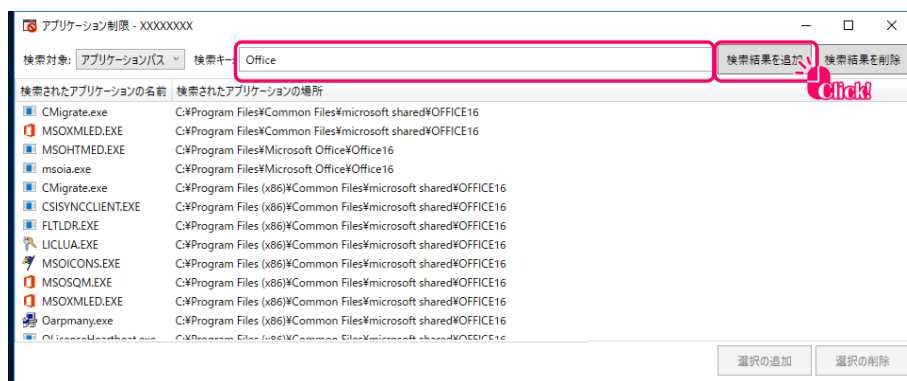 アプリケーション制限 - XXXXXXXX
検索対象: アプリケーションパス 検索キー: Office 検索結果を追加 検索結果を削除
Click!
検索されたアプリケーションの名前 検索されたアプリケーションの場所
CMigrate.exe C:¥Program Files¥Common Files¥microsoft shared¥OFFICE16
MSOXMLED.EXE C:¥Program Files¥Common Files¥microsoft shared¥OFFICE16
MSOHTMED.EXE C:¥Program Files¥Microsoft Office¥Office16
msoia.exe C:¥Program Files¥Microsoft Office¥Office16
CMigrate.exe C:¥Program Files (x86)¥Common Files¥microsoft shared¥OFFICE16
CSISYNCCLIENT.EXE C:¥Program Files (x86)¥Common Files¥microsoft shared¥OFFICE16
FLTLDR.EXE C:¥Program Files (x86)¥Common Files¥microsoft shared¥OFFICE16
LICLUA.EXE C:¥Program Files (x86)¥Common Files¥microsoft shared¥OFFICE16
MSOICONS.EXE C:¥Program Files (x86)¥Common Files¥microsoft shared¥OFFICE16
MSOSQM.EXE C:¥Program Files (x86)¥Common Files¥microsoft shared¥OFFICE16
MSOXMLED.EXE C:¥Program Files (x86)¥Common Files¥microsoft shared¥OFFICE16
Oarpmany.exe C:¥Program Files (x86)¥Common Files¥microsoft shared¥OFFICE16
OLicenseHeartbeat.exe C:¥Program Files (x86)¥Common Files¥microsoft shared¥OFFICE16
選択の追加 選択の削除